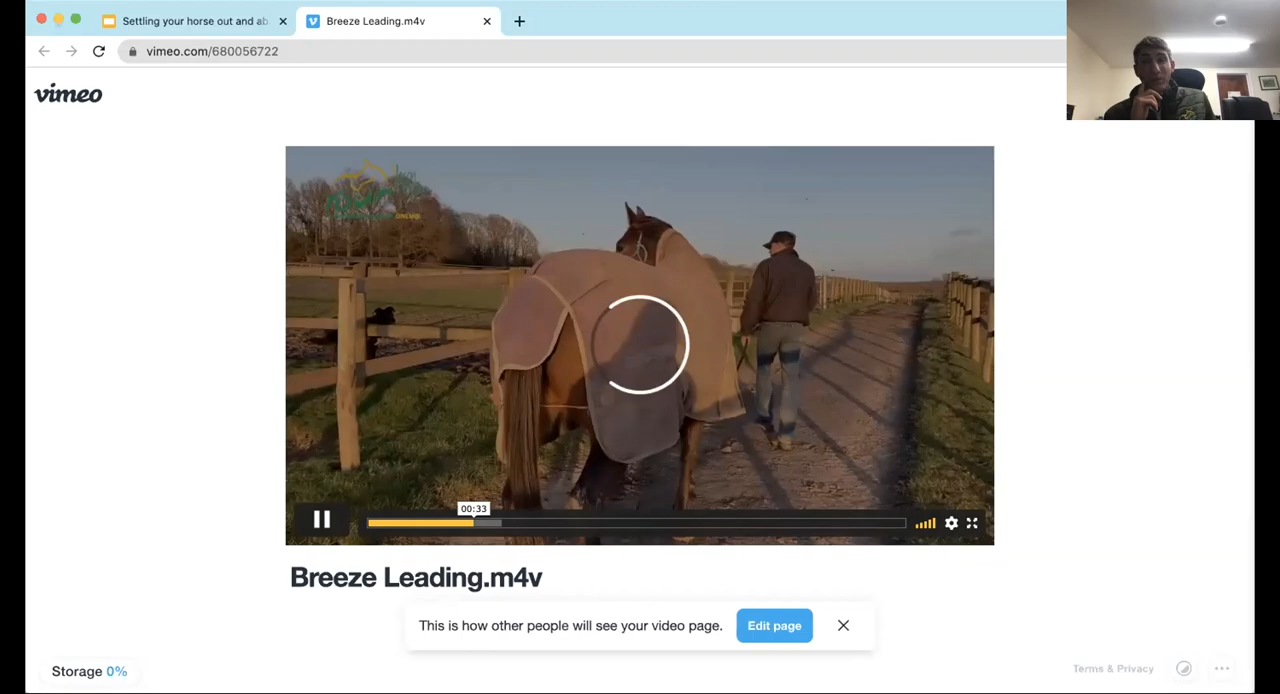 Settling your horse out and ab
Breeze Leading.m4v
vimeo.com/680056722
vimeo
00:33
Breeze Leading.m4v
This is how other people will see your video page.
Edit page
Storage 0%
Terms & Privacy